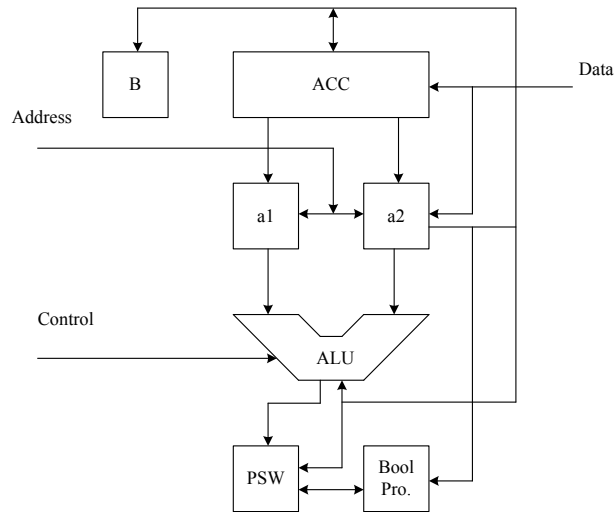 B
ACC
Data
Address
a1
a2
Control
ALU
PSW
Bool
Pro.